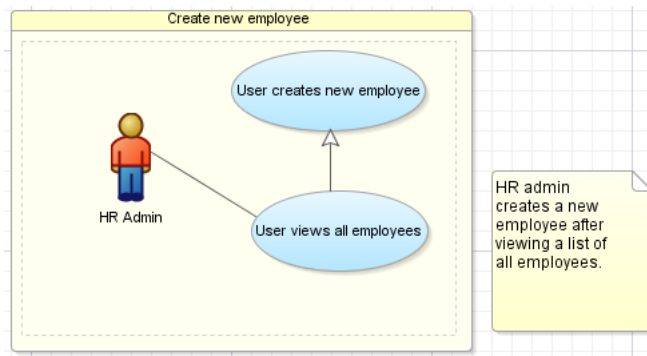 Create new employee
User creates new employee
HR Admin
User views all employees
HR admin
creates a new
employee after
viewing a list of
all employees.